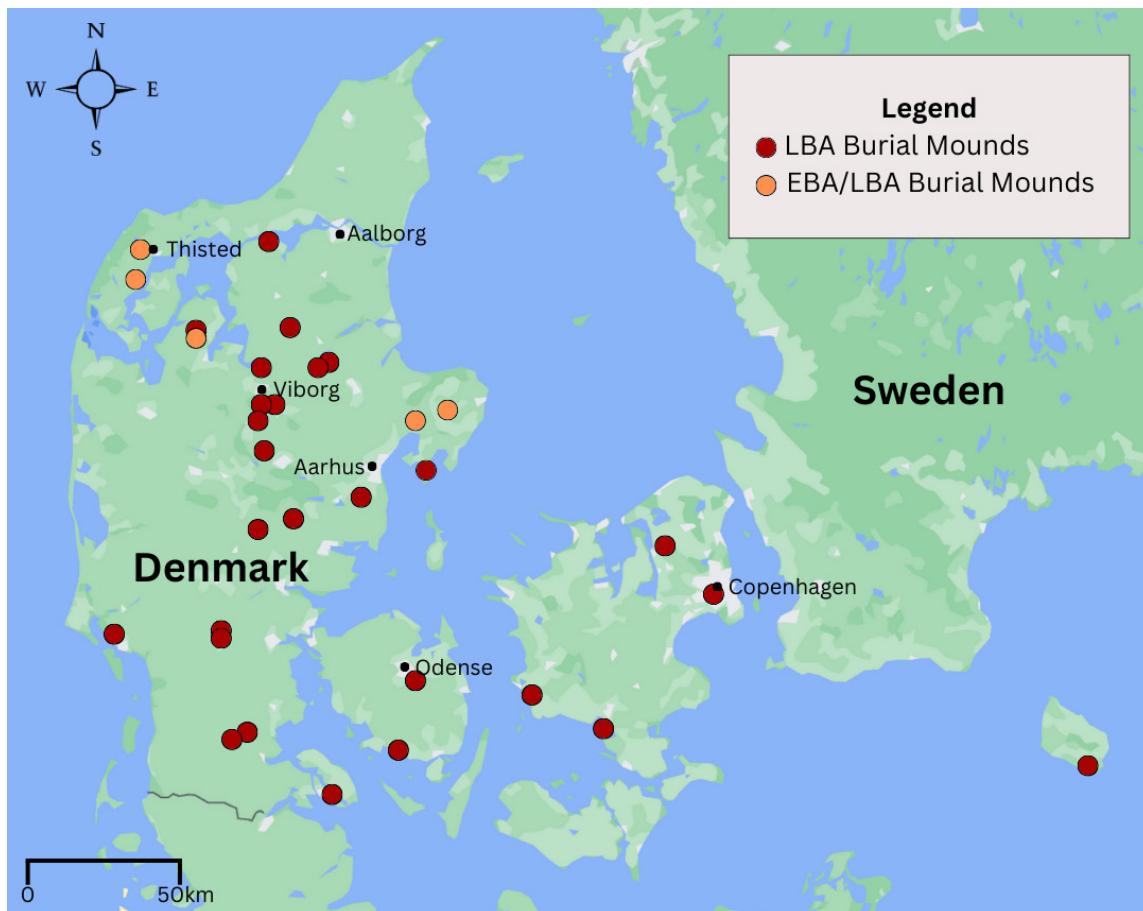 N
W E
S
Legend
LBA Burial Mounds
EBA/LBA Burial Mounds
Thisted
Aalborg
Viborg
Sweden
Aarhus
Denmark
Copenhagen
Odense
0 50km